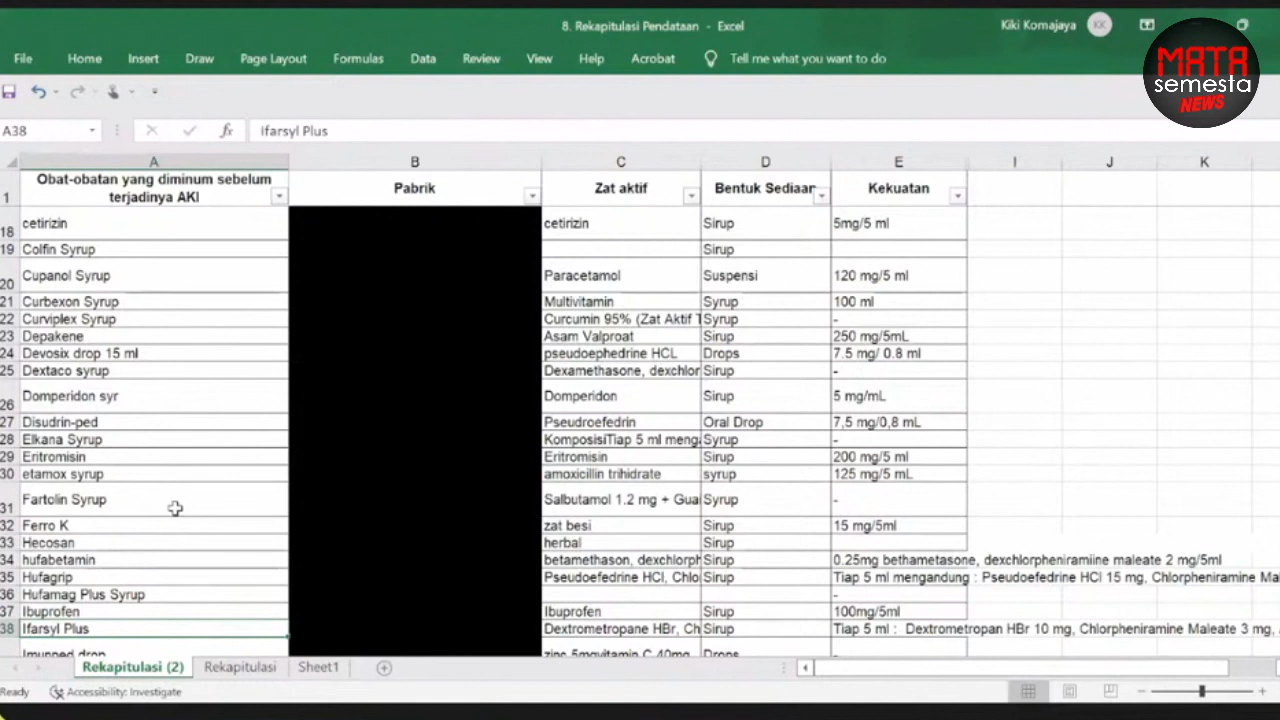 8. Rekapitulasi Pendataan - Excel
Kiki Komajaya KK
MATA
semesta
NEWS
File Home Insert Draw Page Layout Formulas Data Review View Help Acrobat Tell me what you want to do
A38 fx Ifarsyl Plus
A B C D E I J K
1 Obat-obatan yang diminum sebelum terjadinya AKI Pabrik Zat aktif Bentuk Sediaan Kekuatan
18 cetirizin cetirizin Sirup 5mg/5 ml
19 Colfin Syrup Sirup
20 Cupanol Syrup Paracetamol Suspensi 120 mg/5 ml
21 Curbexon Syrup Multivitamin Syrup 100 ml
22 Curviplex Syrup Curcumin 95% (Zat Aktif T Syrup -
23 Depakene Asam Valproat Sirup 250 mg/5mL
24 Devosix drop 15 ml pseudoephedrine HCL Drops 7.5 mg/ 0.8 ml
25 Dextaco syrup Dexamethasone, dexchlor Sirup -
26 Domperidon syr Domperidon Sirup 5 mg/mL
27 Disudrin-ped Pseudroefedrin Oral Drop 7,5 mg/0,8 mL
28 Elkana Syrup KomposisiTiap 5 ml meng Syrup -
29 Eritromisin Eritromisin Sirup 200 mg/5 ml
30 etamox syrup amoxicillin trihidrate syrup 125 mg/5 mL
31 Fartolin Syrup Salbutamol 1.2 mg + Gua Syrup -
32 Ferro K zat besi Sirup 15 mg/5ml
33 Hecosan herbal Sirup
34 hufabetamin betamethason, dexchlorph Sirup 0.25mg bethametasone, dexchlorpheniramiine maleate 2 mg/5ml
35 Hufagrip Pseudoefedrine HCl, Chlo Sirup Tiap 5 ml mengandung : Pseudoefedrine HCl 15 mg, Chlorpheniramine Mal
36 Hufamag Plus Syrup Sirup -
37 Ibuprofen Ibuprofen Sirup 100mg/5ml
38 Ifarsyl Plus Dextrometropane HBr, Ch Sirup Tiap 5 ml : Dextrometropan HBr 10 mg, Chlorpheniramine Maleate 3 mg,
Imunped drop zinc 5mgvitamin C 40mg Drops
Rekapitulasi (2) Rekapitulasi Sheet1
Ready Accessibility: Investigate